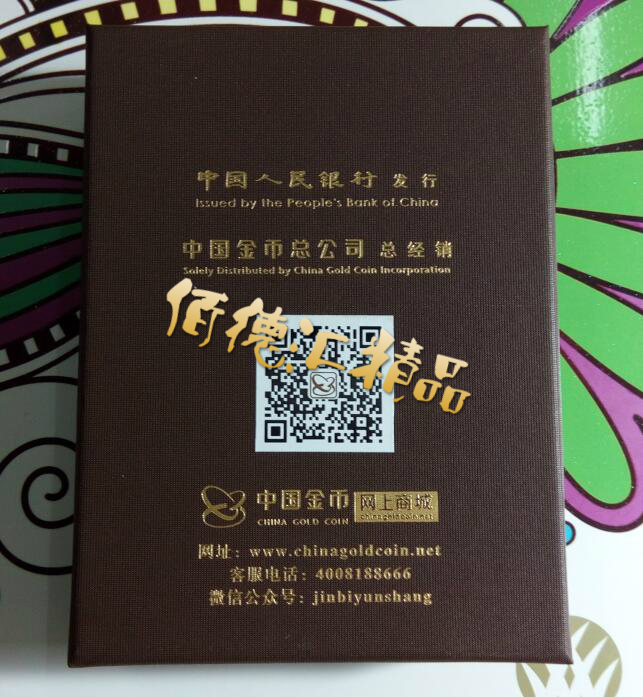 中国人民银行 发行
Issued by the People's Bank of China
中国金币总公司 总经销
Solely Distributed by China Gold Coin Incorporation
佰德汇精品
中国金币 网上商城
CHINA GOLD COIN chinagoldcoin.net
网址：www.chinagoldcoin.net
客服电话：4008188666
微信公众号：jinbiyunshang